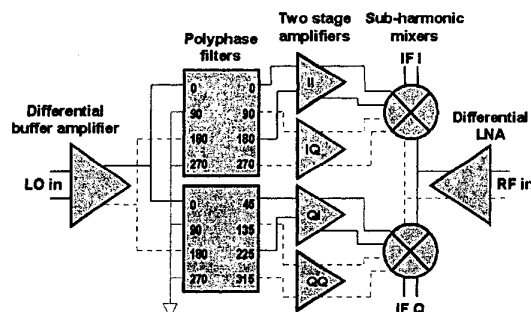 Two stage
amplifiers
Sub-harmonic
mixers
Polyphase
filters
IF I
Differential
buffer amplifier
Differential
LNA
LO in
RF in
0 0
90 90
180 180
270 270
II
IQ
0 45
90 135
180 225
270 315
QI
QQ
IF Q